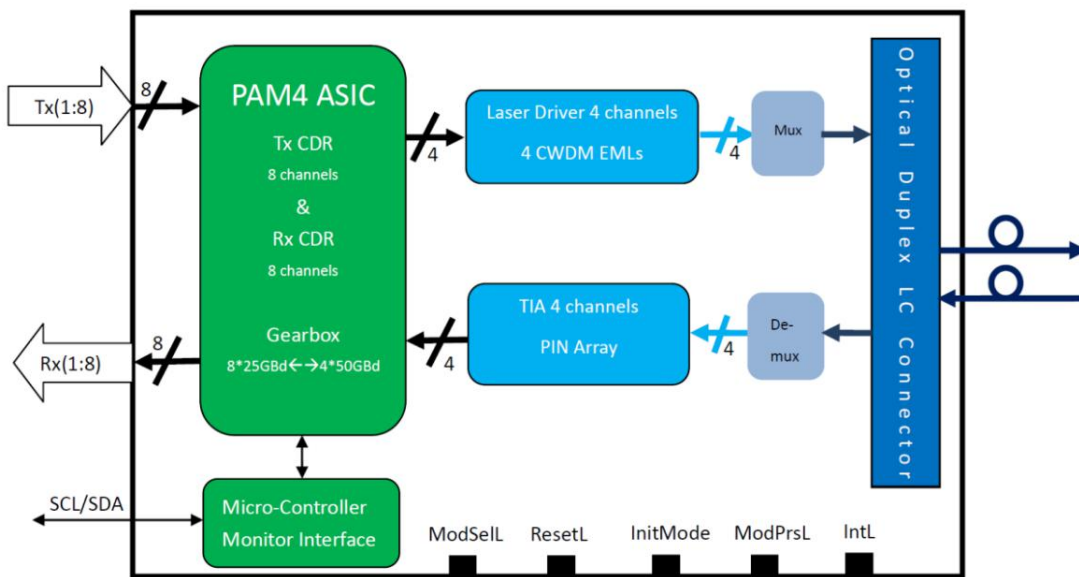 Tx(1:8)
8
PAM4 ASIC
Tx CDR
8 channels
&
Rx CDR
8 channels
Gearbox
8*25GBd←→4*50GBd
4
Laser Driver 4 channels
4 CWDM EMLs
4
Mux
Optical Duplex LC Connector
Rx(1:8)
8
4
TIA 4 channels
PIN Array
4
De-
mux
SCL/SDA
Micro-Controller
Monitor Interface
ModSelL
ResetL
InitMode
ModPrsL
IntL